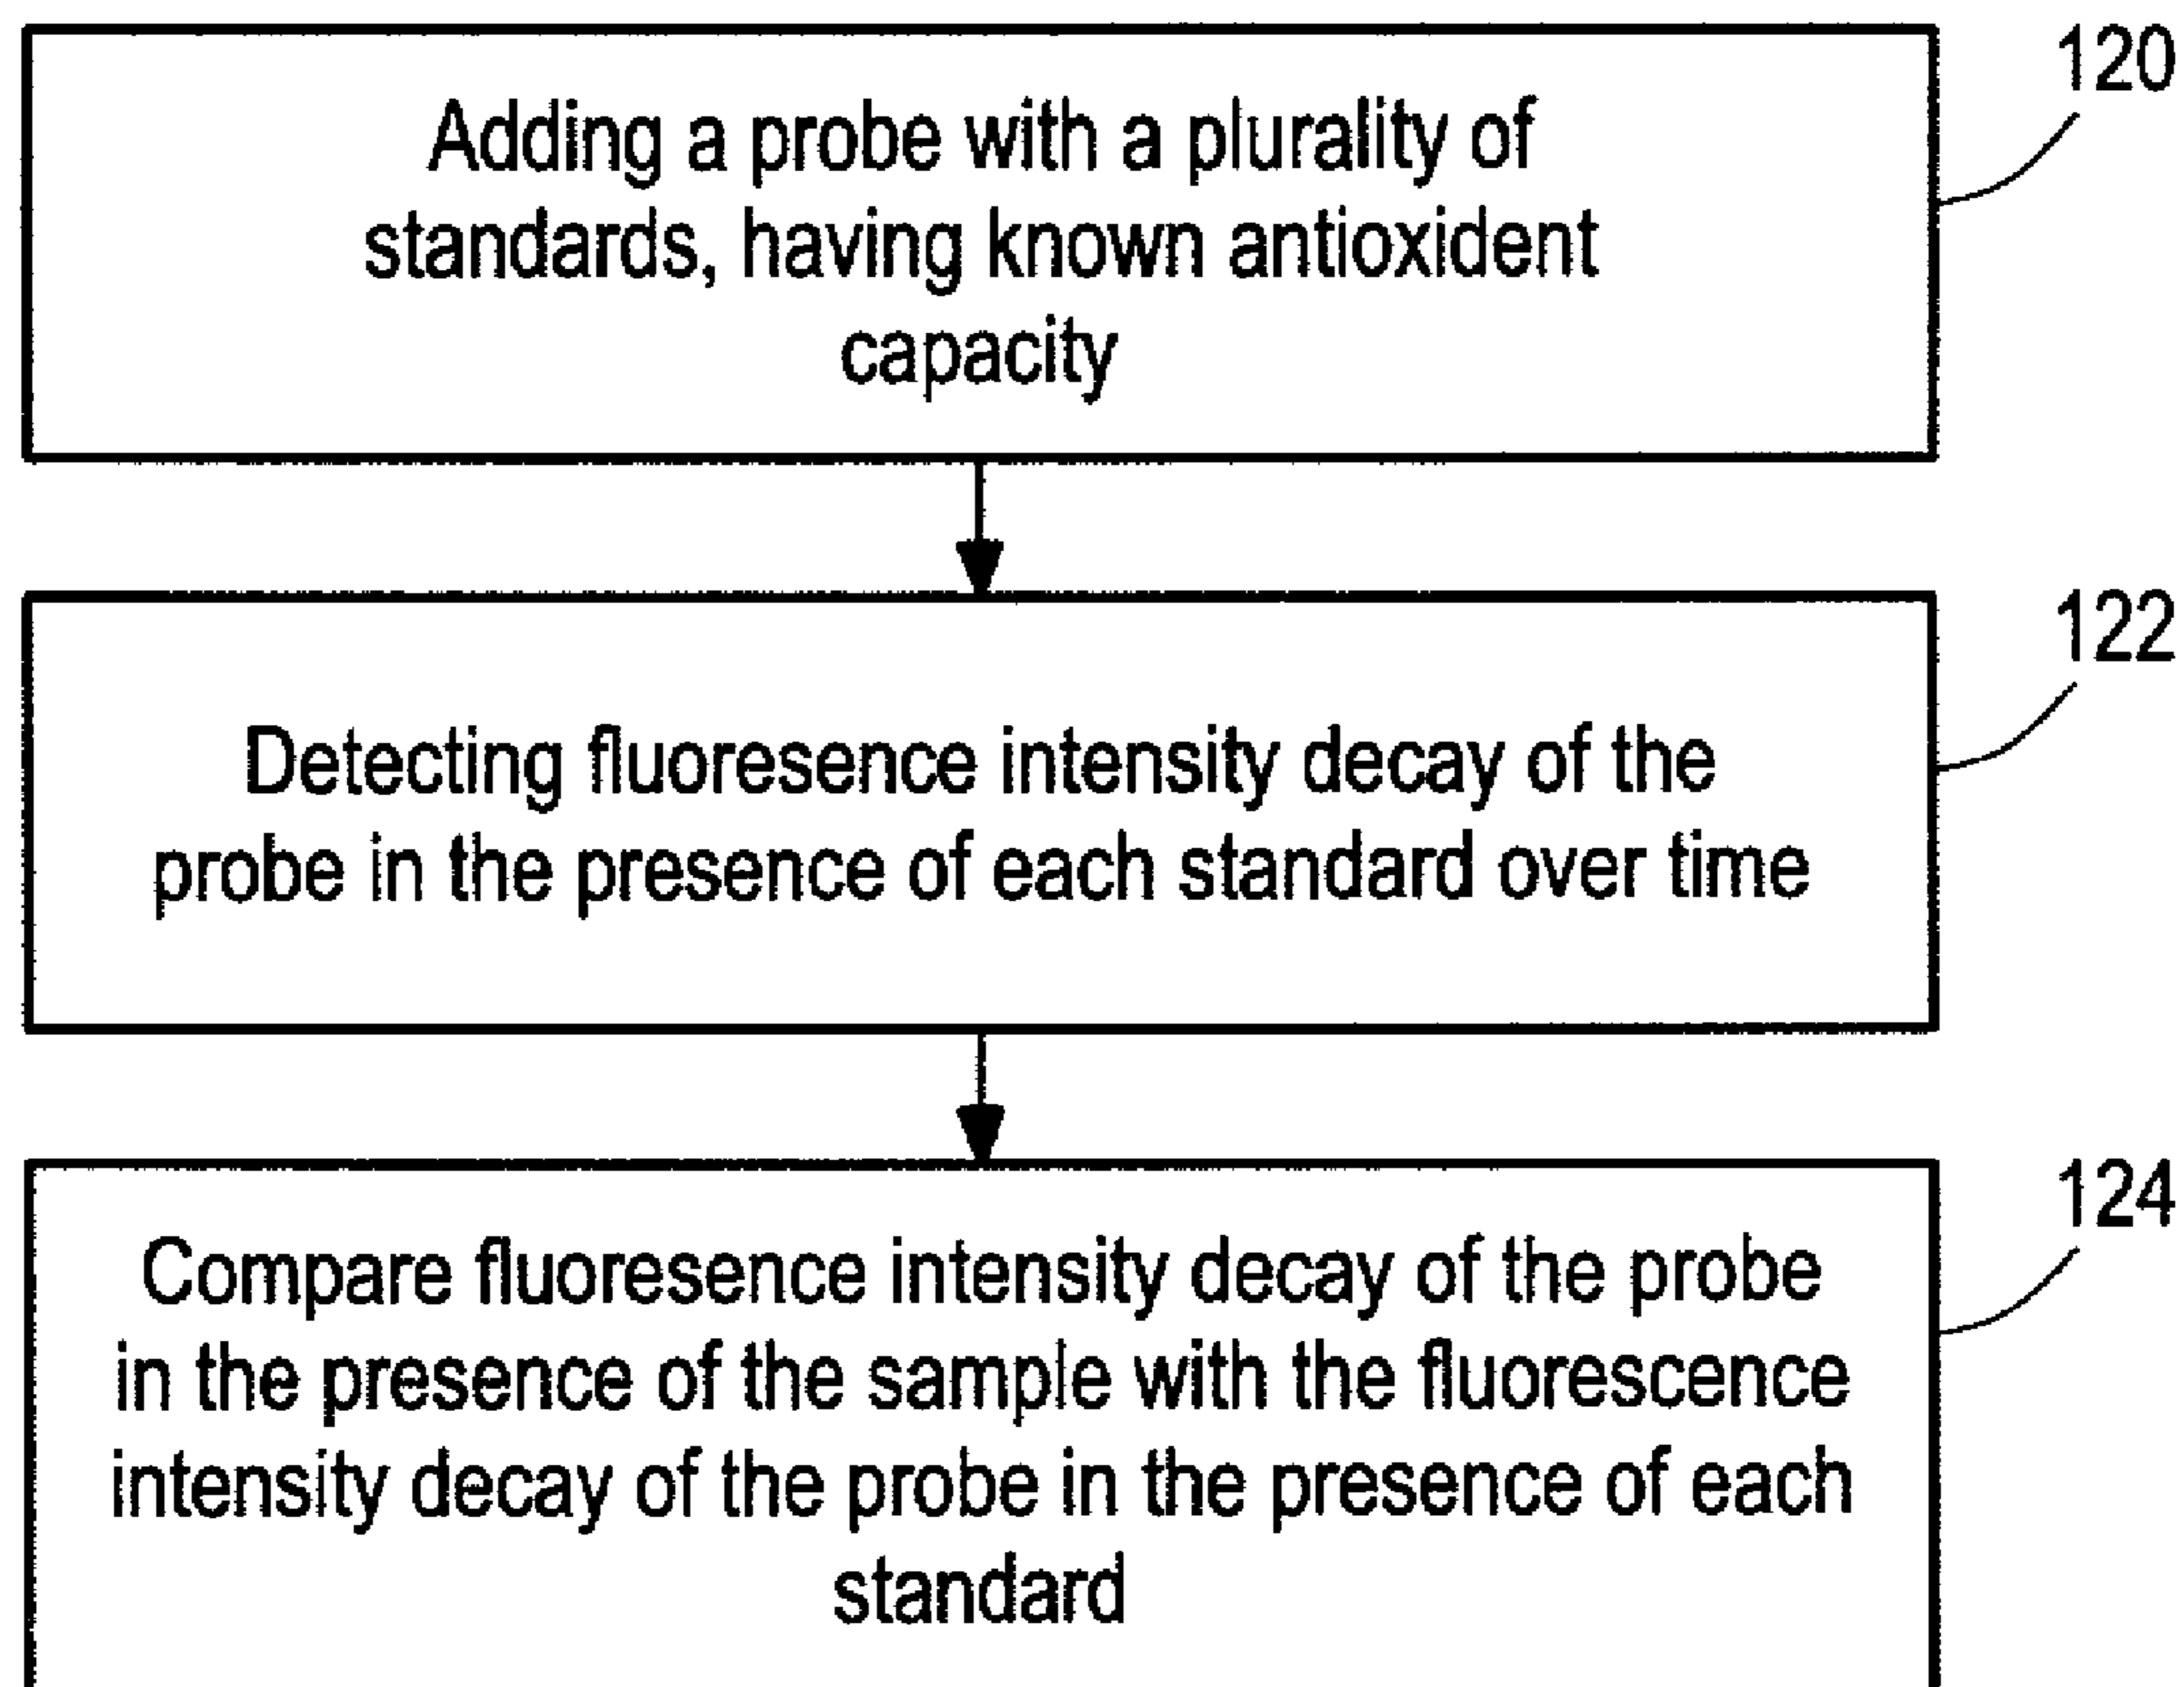 120
Adding a probe with a plurality of
standards, having known antioxident
capacity
122
Detecting fluoresence intensity decay of the
probe in the presence of each standard over time
124
Compare fluoresence intensity decay of the probe
in the presence of the sample with the fluorescence
intensity decay of the probe in the presence of each
standard